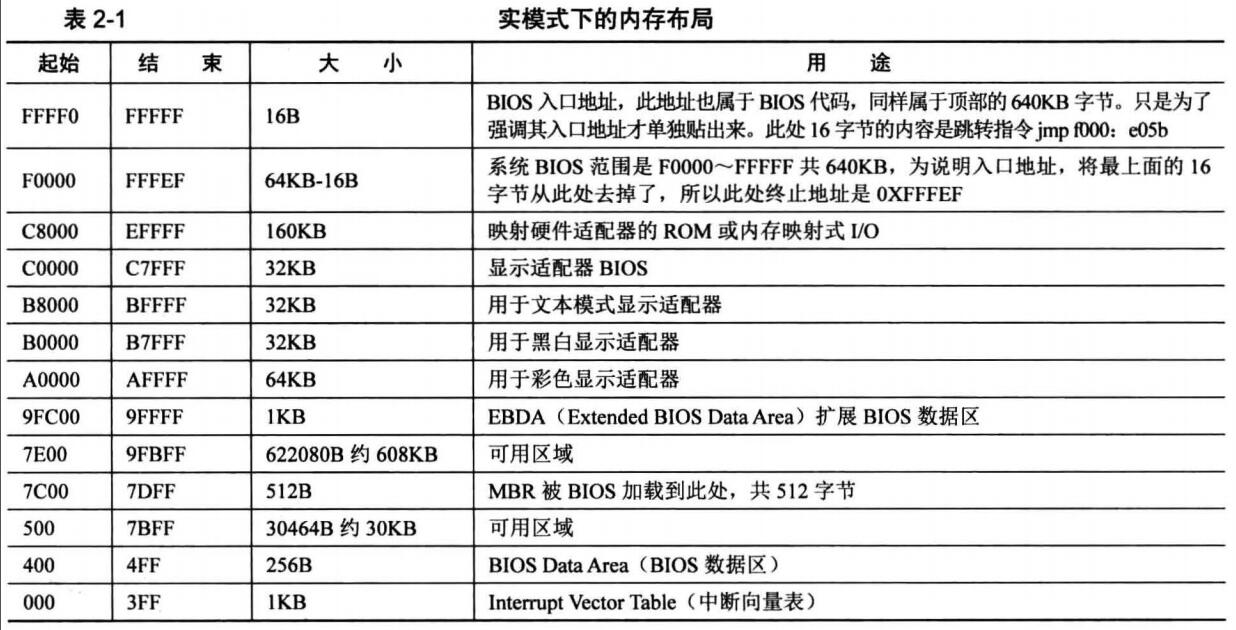 表 2-1 实模式下的内存布局
起始 结 束 大 小 用 途
FFFF0 FFFFF 16B BIOS 入口地址，此地址也属于 BIOS 代码，同样属于顶部的 640KB 字节。只是为了
强调其入口地址才单独贴出来。此处 16 字节的内容是跳转指令 jmp f000：e05b
F0000 FFFEF 64KB-16B 系统 BIOS 范围是 F0000～FFFFF 共 640KB，为说明入口地址，将最上面的 16
字节从此处去掉了，所以此处终止地址是 0XFFFEF
C8000 EFFFF 160KB 映射硬件适配器的 ROM 或内存映射式 I/O
C0000 C7FFF 32KB 显示适配器 BIOS
B8000 BFFFF 32KB 用于文本模式显示适配器
B0000 B7FFF 32KB 用于黑白显示适配器
A0000 AFFFF 64KB 用于彩色显示适配器
9FC00 9FFFF 1KB EBDA（Extended BIOS Data Area）扩展 BIOS 数据区
7E00 9FBFF 622080B 约 608KB 可用区域
7C00 7DFF 512B MBR 被 BIOS 加载到此处，共 512 字节
500 7BFF 30464B 约 30KB 可用区域
400 4FF 256B BIOS Data Area（BIOS 数据区）
000 3FF 1KB Interrupt Vector Table（中断向量表）